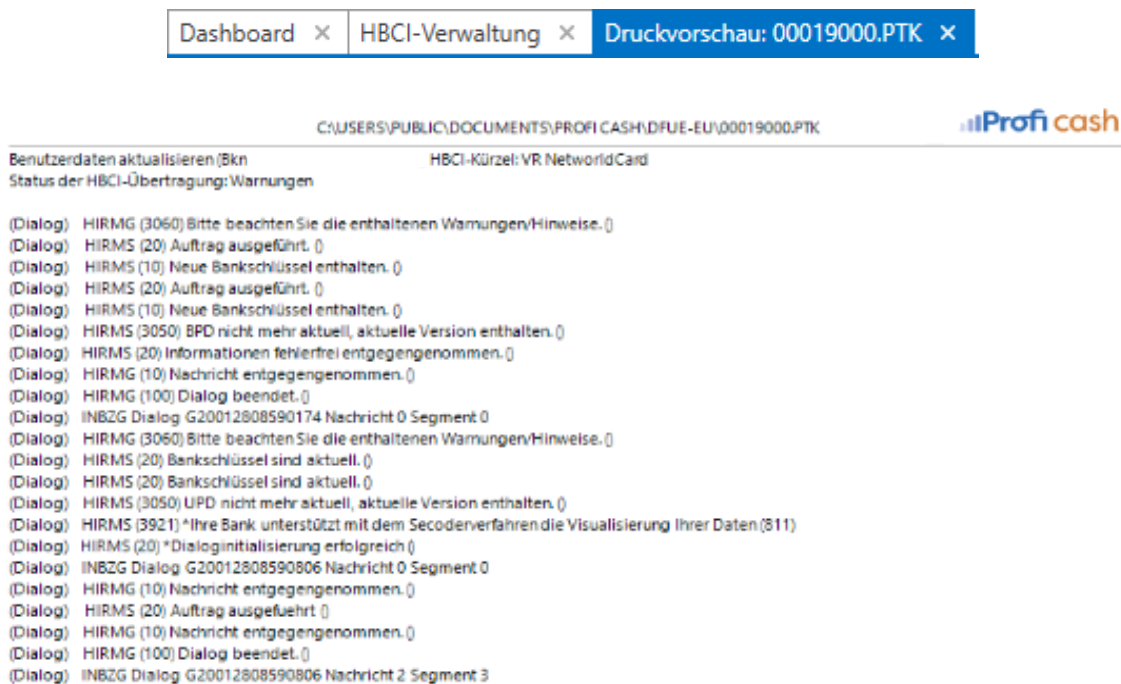 Dashboard × HBCI-Verwaltung × Druckvorschau: 00019000.PTK ×
C:\USERS\PUBLIC\DOCUMENTS\PROFI CASH\DFUE-EU\00019000.PTK
Profi cash
Benutzerdaten aktualisieren (Bkn HBCI-Kürzel: VR NetworldCard
Status der HBCI-Übertragung: Warnungen
(Dialog) HIRMG (3060) Bitte beachten Sie die enthaltenen Warnungen/Hinweise. ()
(Dialog) HIRMS (20) Auftrag ausgeführt. ()
(Dialog) HIRMS (10) Neue Bankschlüssel enthalten. ()
(Dialog) HIRMS (20) Auftrag ausgeführt. ()
(Dialog) HIRMS (10) Neue Bankschlüssel enthalten. ()
(Dialog) HIRMS (3050) BPD nicht mehr aktuell, aktuelle Version enthalten. ()
(Dialog) HIRMS (20) Informationen fehlerfrei entgegengenommen. ()
(Dialog) HIRMG (10) Nachricht entgegengenommen. ()
(Dialog) HIRMG (100) Dialog beendet. ()
(Dialog) INBZG Dialog G20012808590174 Nachricht 0 Segment 0
(Dialog) HIRMG (3060) Bitte beachten Sie die enthaltenen Warnungen/Hinweise. ()
(Dialog) HIRMS (20) Bankschlüssel sind aktuell. ()
(Dialog) HIRMS (20) Bankschlüssel sind aktuell. ()
(Dialog) HIRMS (3050) UPD nicht mehr aktuell, aktuelle Version enthalten. ()
(Dialog) HIRMS (3921) *Ihre Bank unterstützt mit dem Secoderverfahren die Visualisierung Ihrer Daten (811)
(Dialog) HIRMS (20) *Dialoginitialisierung erfolgreich ()
(Dialog) INBZG Dialog G20012808590806 Nachricht 0 Segment 0
(Dialog) HIRMG (10) Nachricht entgegengenommen. ()
(Dialog) HIRMS (20) Auftrag ausgefuehrt ()
(Dialog) HIRMG (10) Nachricht entgegengenommen. ()
(Dialog) HIRMG (100) Dialog beendet. ()
(Dialog) INBZG Dialog G20012808590806 Nachricht 2 Segment 3